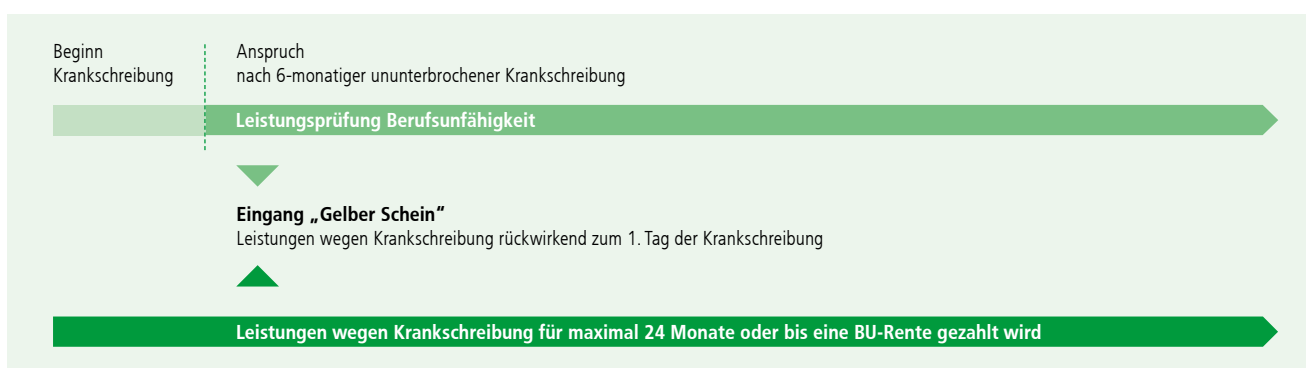 Beginn
Krankschreibung
Anspruch
nach 6-monatiger ununterbrochener Krankschreibung
Leistungsprüfung Berufsunfähigkeit
Eingang „Gelber Schein“
Leistungen wegen Krankschreibung rückwirkend zum 1. Tag der Krankschreibung
Leistungen wegen Krankschreibung für maximal 24 Monate oder bis eine BU-Rente gezahlt wird